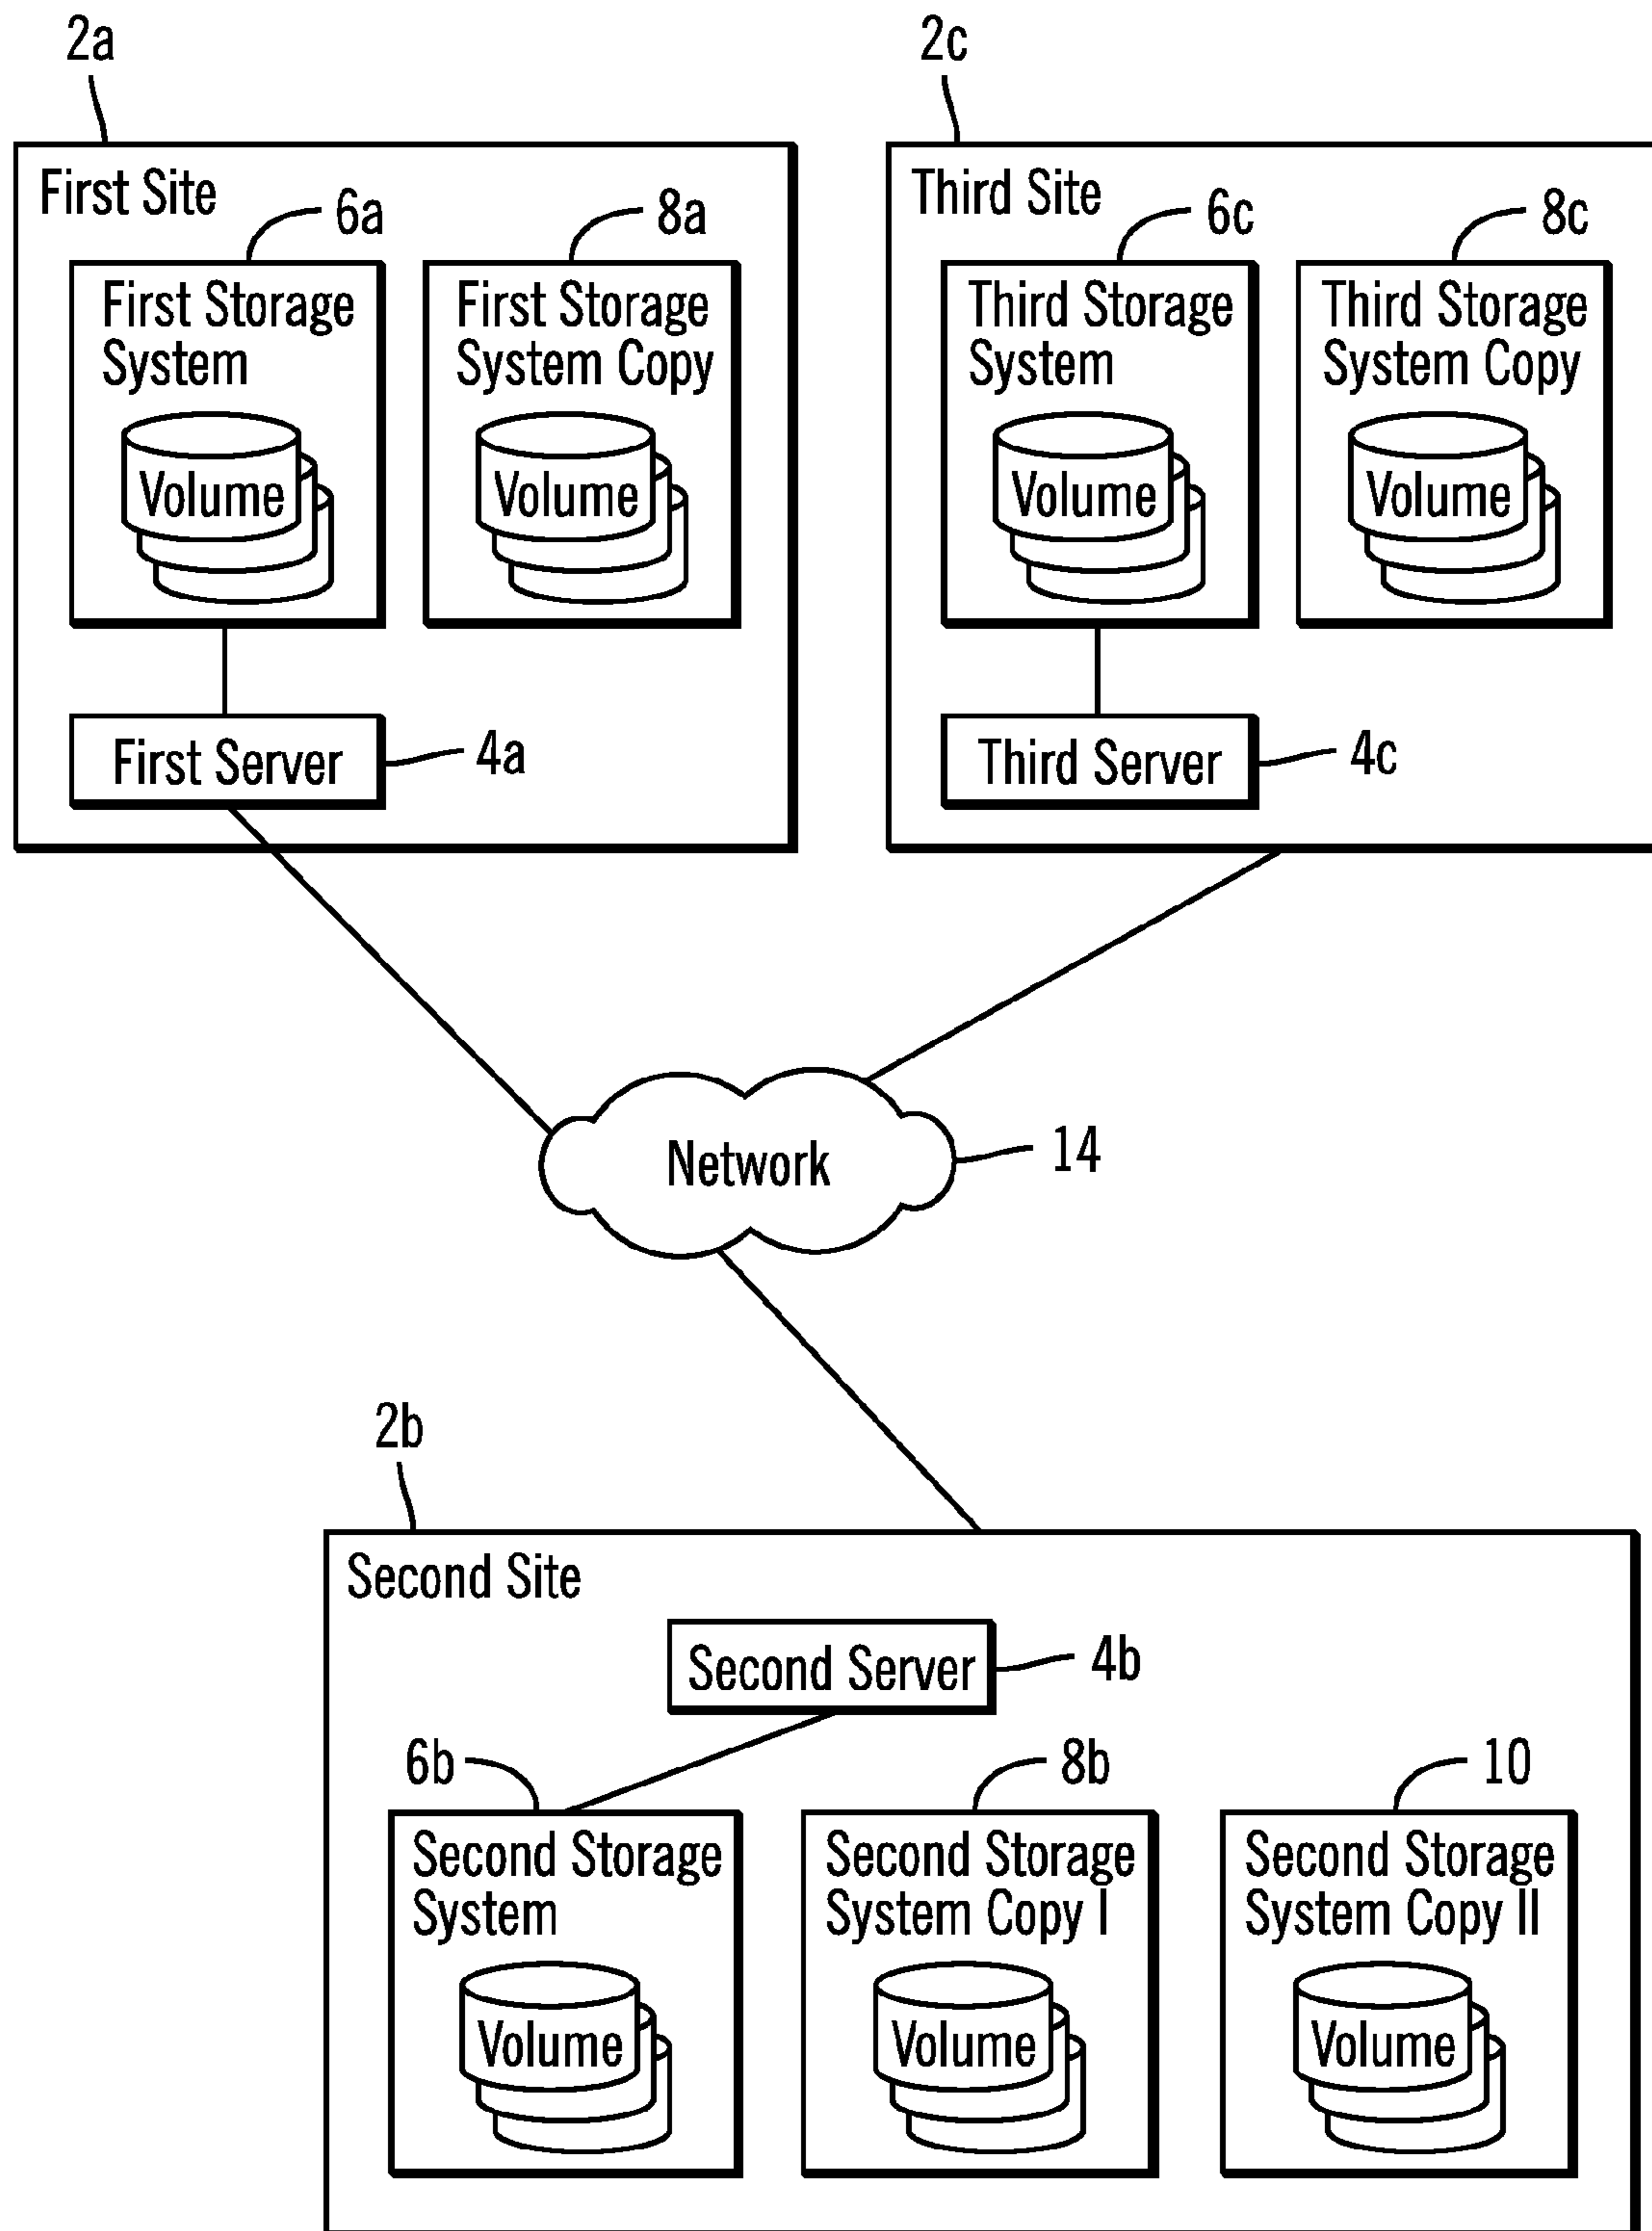 2a
2c
First Site
6a
8a
First Storage
System
Volume
First Storage
System Copy
Volume
First Server
4a
Third Site
6c
8c
Third Storage
System
Volume
Third Storage
System Copy
Volume
Third Server
4c
Network
14
2b
Second Site
Second Server
4b
6b
8b
10
Second Storage
System
Volume
Second Storage
System Copy I
Volume
Second Storage
System Copy II
Volume